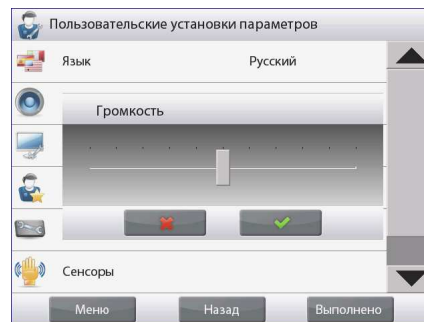 Пользовательские установки параметров
Язык Русский
Громкость
Сенсоры
Меню Назад Выполнено